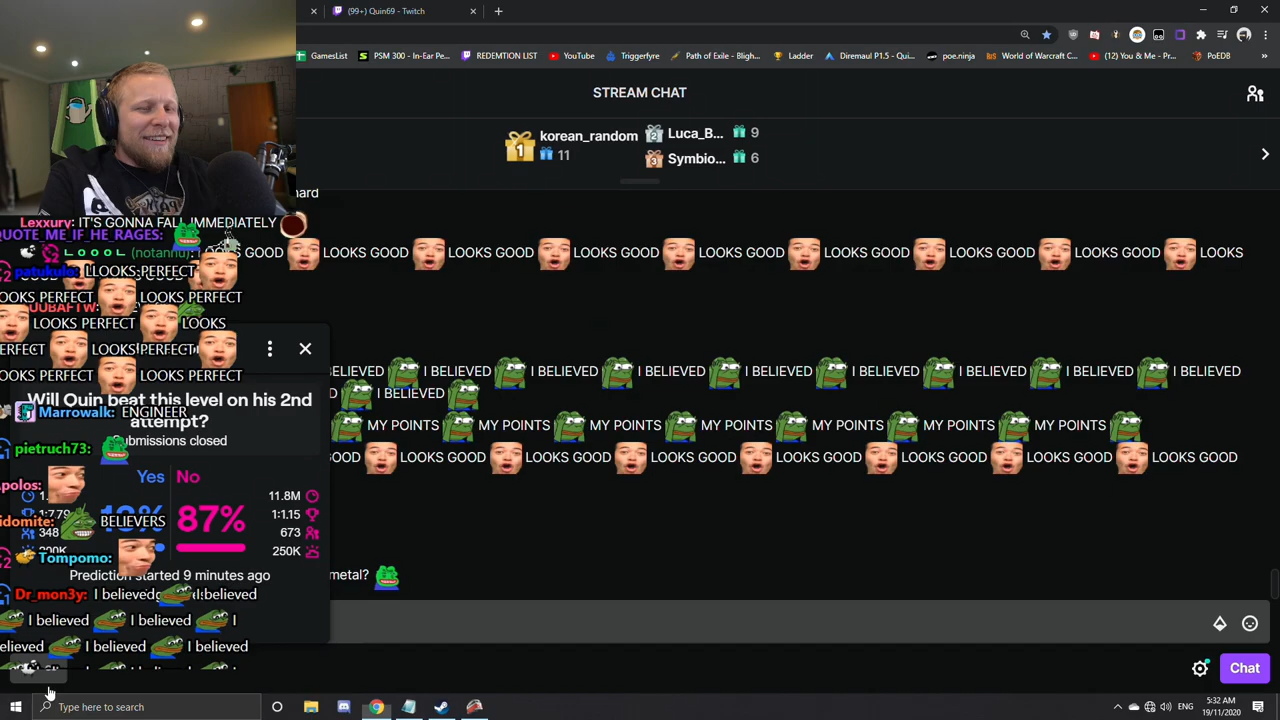 (99+) Quin69 - Twitch
GamesList PSM 300 - In-Ear Pe... REDEMTION LIST YouTube Triggerfyre Path of Exile - Bligh... Ladder Diremaul P1.5 - Qui... poe.ninja World of Warcraft C... (12) You & Me - Pr... PoEDB
STREAM CHAT
1 korean_random 11
2 Luca_B... 9
3 Symbio... 6
Lexxury: IT'S GONNA FALL IMMEDIATELY
QUOTE_ME_IF_HE_RAGES:
(notannu): GOOD LOOKS GOOD LOOKS GOOD LOOKS GOOD LOOKS GOOD LOOKS GOOD LOOKS GOOD LOOKS GOOD LOOKS
patukulo: LLOOKS PERFECT
LOOKS PERFECT LOOKS PERFECT
LOOKS PERFECT LOOKS
LOOKS PERFECT
LOOKS PERFECT
BELIEVED I BELIEVED I BELIEVED I BELIEVED I BELIEVED I BELIEVED I BELIEVED I BELIEVED
I BELIEVED
MY POINTS MY POINTS MY POINTS MY POINTS MY POINTS MY POINTS MY POINTS
LOOKS GOOD LOOKS GOOD LOOKS GOOD LOOKS GOOD LOOKS GOOD LOOKS GOOD LOOKS GOOD
Will Quin beat this level on his 2nd
attempt?
Submissions closed
Marrowalk: ENGINEER
pietruch73:
Yes No
87%
11.8M
1:1.15
348 673
250K
BELIEVERS
Tompomo:
Prediction started 9 minutes ago
metal?
Dr_mon3y: I believed believed
I believed I believed I
believed I believed
Chat
Type here to search
ENG
5:32 AM
19/11/2020